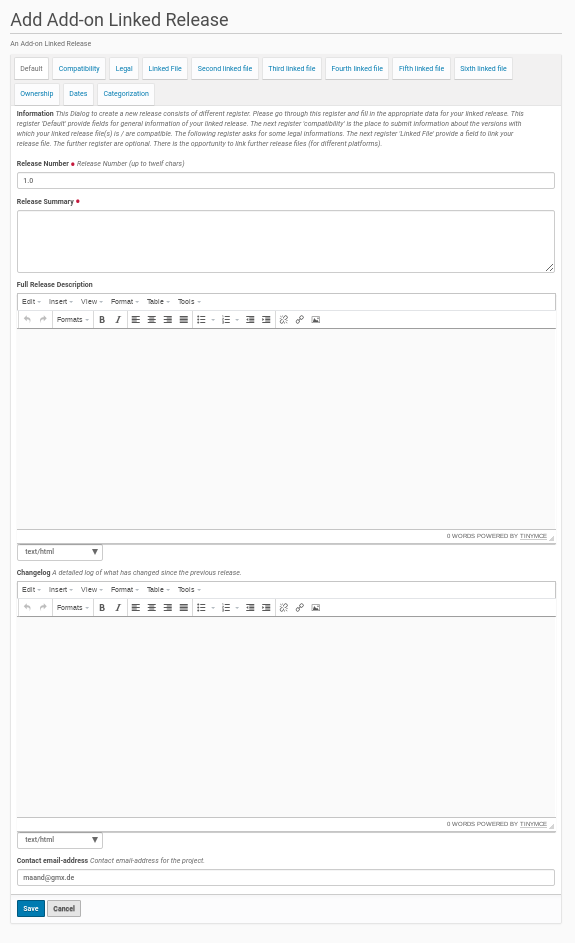 Add Add-on Linked Release
An Add-on Linked Release
Default Compatibility Legal Linked File Second linked file Third linked file Fourth linked file Fifth linked file Sixth linked file
Ownership Dates Categorization
Information This Dialog to create a new release consists of different register. Please go through this register and fill in the appropriate data for your linked release. This
register 'Default' provide fields for general information of your linked release. The next register 'compatibility' is the place to submit information about the versions with
which your linked release file(s) is / are compatible. The following register asks for some legal informations. The next register 'Linked File' provide a field to link your
release file. The further register are optional. There is the opportunity to link further release files (for different platforms).
Release Number Release Number (up to twelf chars)
1.0
Release Summary
Full Release Description
Edit Insert View Format Table Tools
Formats B I
0 WORDS POWERED BY TINYMCE
text/html
Changelog A detailed log of what has changed since the previous release.
Edit Insert View Format Table Tools
Formats B I
0 WORDS POWERED BY TINYMCE
text/html
Contact email-address Contact email-address for the project.
maand@gmx.de
Save Cancel